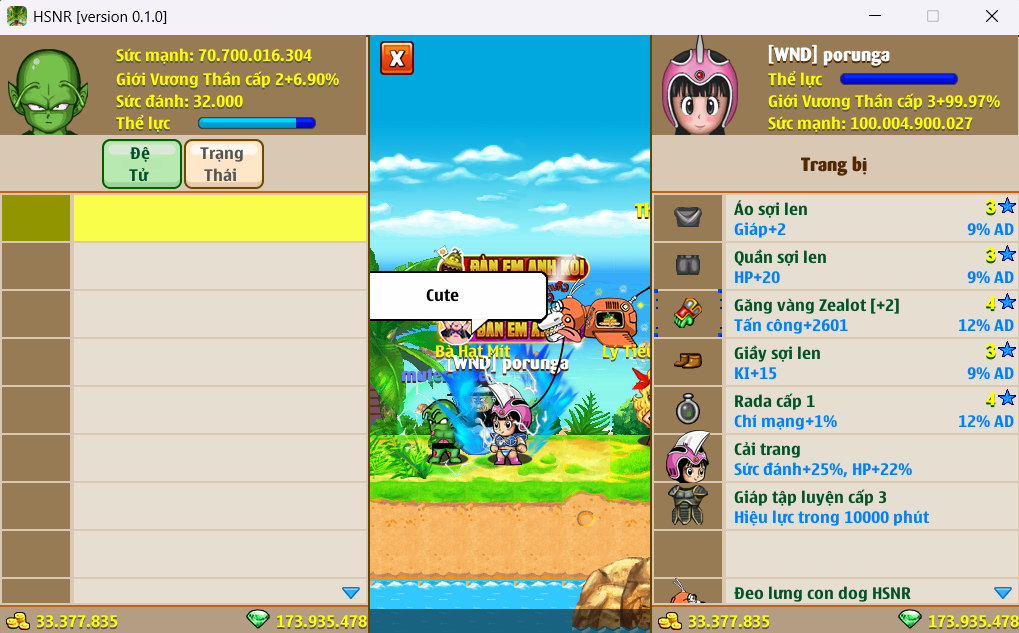 HSNR [version 0.1.0]
Sức mạnh: 70.700.016.304
Giới Vương Thần cấp 2+6.90%
Sức đánh: 32.000
Thể lực
Đệ
Tử
Trạng
Thái
33.377.835
173.935.478
X
ĐÀN EM ANH KOI
Cute
ĐÀN EM
Bà Hạt Mít
[WND] porunga
[WND] porunga
Thể lực
Giới Vương Thần cấp 3+99.97%
Sức mạnh: 100.004.900.027
Trang bị
Áo sợi len
3
Giáp+2
9% AD
Quần sợi len
3
HP+20
9% AD
Găng vàng Zealot [+2]
4
Tấn công+2601
12% AD
Giầy sợi len
3
KI+15
9% AD
Rada cấp 1
4
Chí mạng+1%
12% AD
Cải trang
Sức đánh+25%, HP+22%
Giáp tập luyện cấp 3
Hiệu lực trong 10000 phút
Đeo lưng con dog HSNR
33.377.835
173.935.478